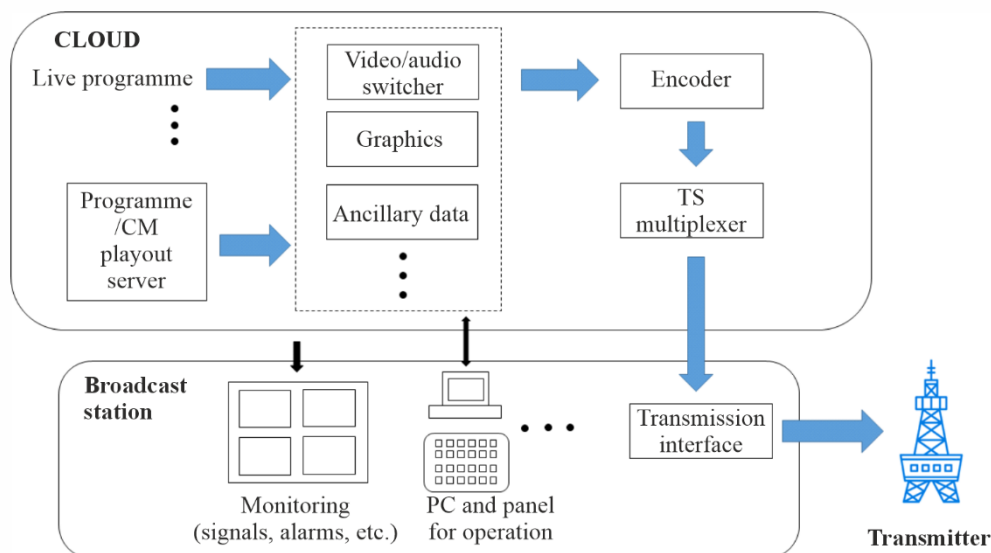 CLOUD
Live programme
Programme
/CM
playout
server
Video/audio
switcher
Graphics
Ancillary data
Encoder
TS
multiplexer
Broadcast
station
Monitoring
(signals, alarms, etc.)
PC and panel
for operation
Transmission
interface
Transmitter